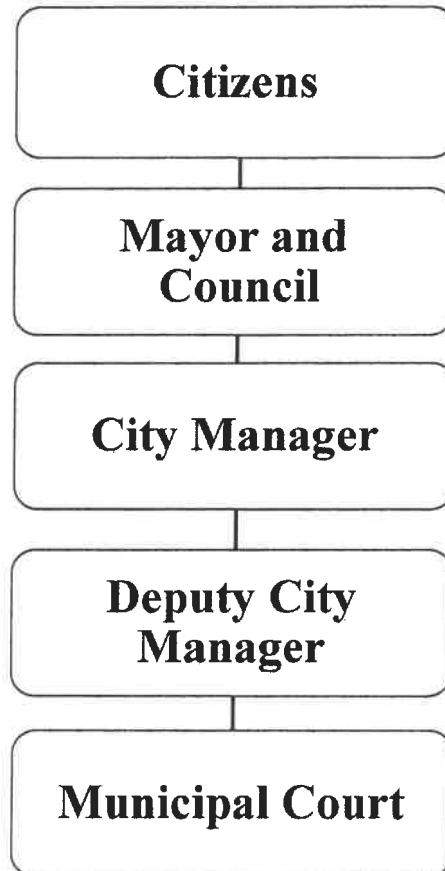 Citizens
Mayor and
Council
City Manager
Deputy City
Manager
Municipal Court